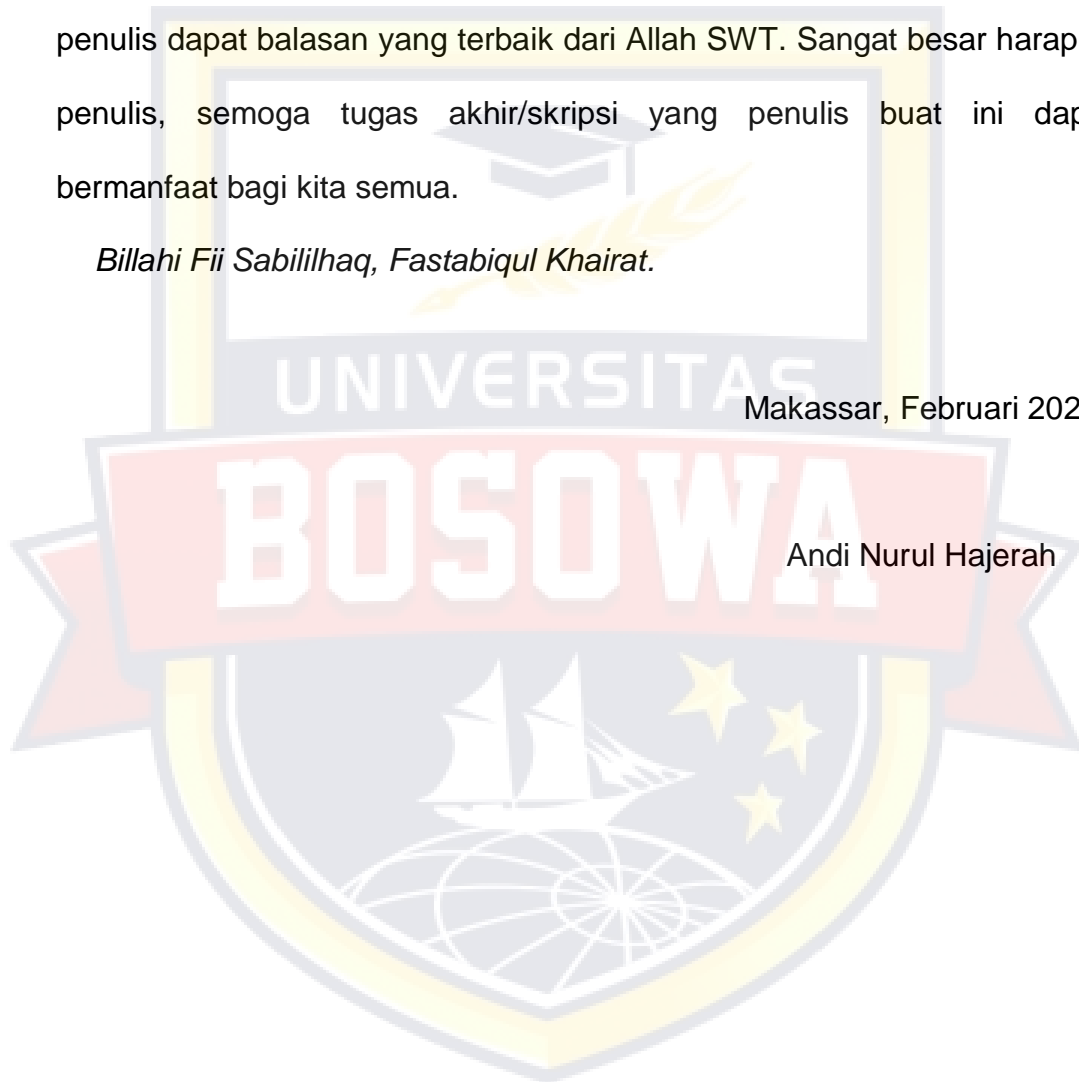 penulis dapat balasan yang terbaik dari Allah SWT. Sangat besar harap
penulis, semoga tugas akhir/skripsi yang penulis buat ini dap
bermanfaat bagi kita semua.
Billahi Fii Sabililhaq, Fastabiqul Khairat.
UNIVERSITAS
Makassar, Februari 202
BOSOWA
Andi Nurul Hajerah